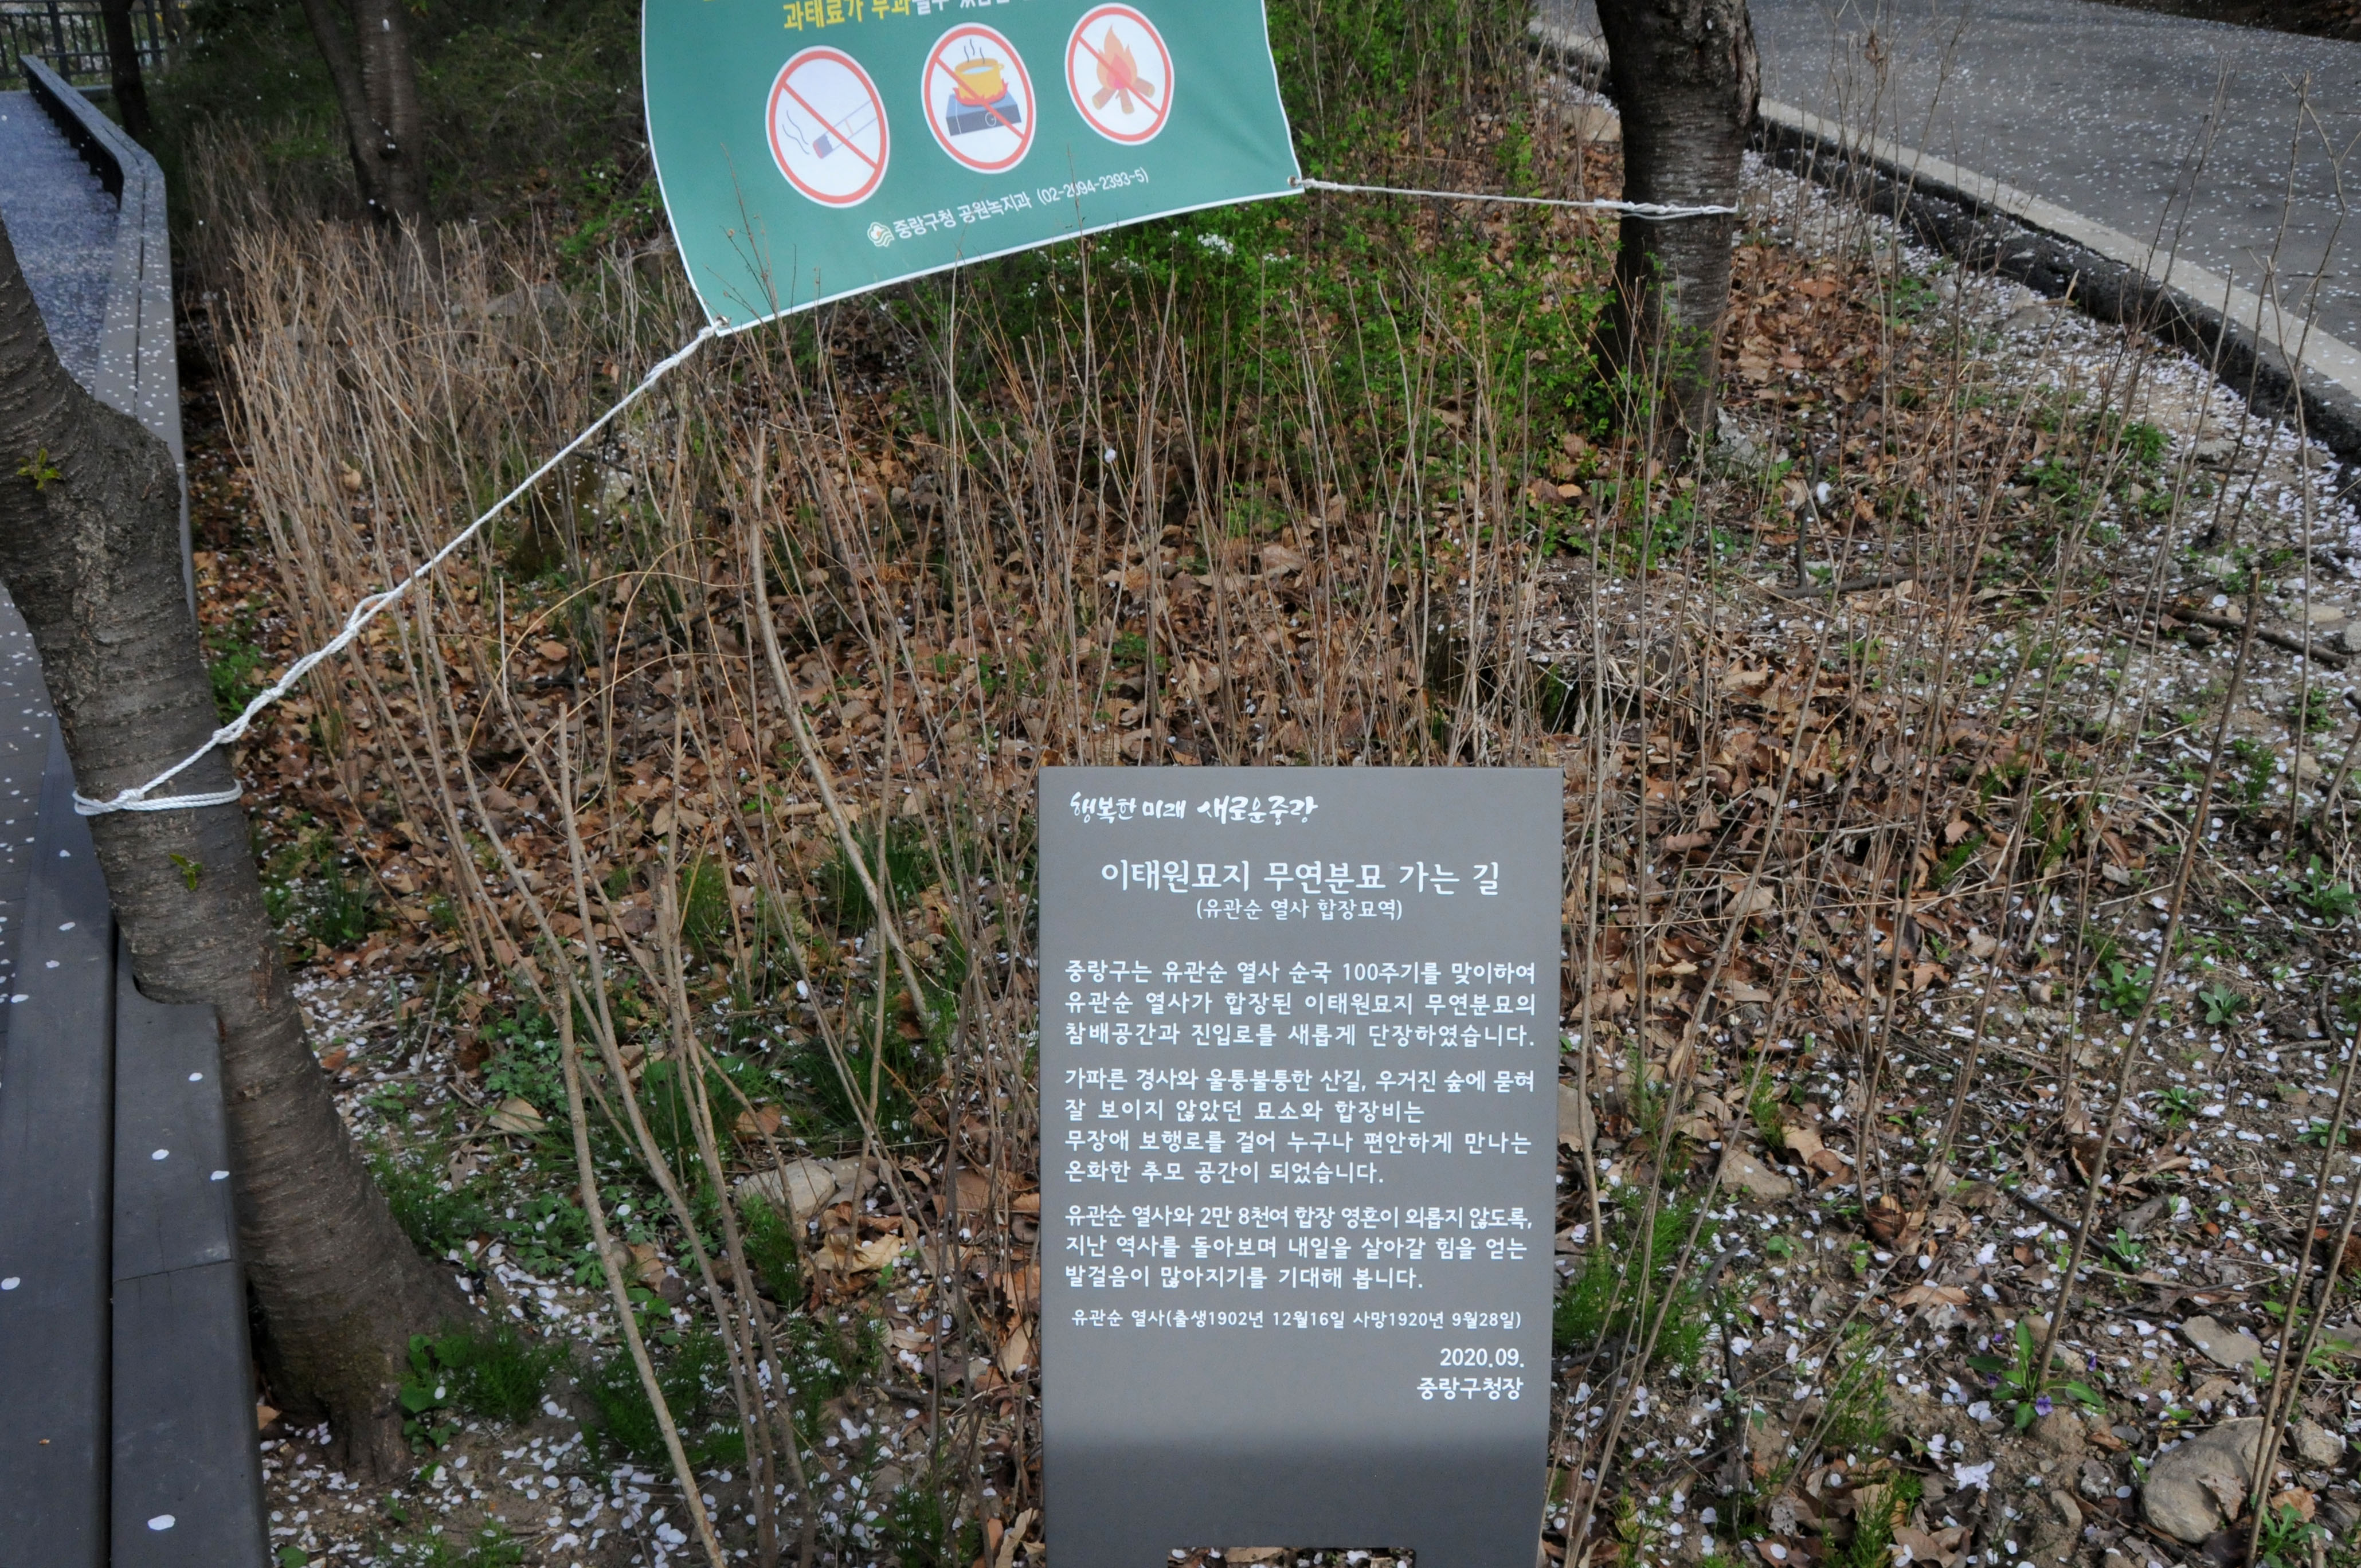 과태료가 부과될수
중랑구청 공원녹지과 (02-2094-2393~5)
행복한 미래 새로운 중랑
이태원묘지 무연분묘 가는 길
(유관순 열사 합장묘역)
중랑구는 유관순 열사 순국 100주기를 맞이하여
유관순 열사가 합장된 이태원묘지 무연분묘의
참배공간과 진입로를 새롭게 단장하였습니다.
가파른 경사와 울퉁불퉁한 산길, 우거진 숲에 묻혀
잘 보이지 않았던 묘소와 합장비는
무장애 보행로를 걸어 누구나 편안하게 만나는
온화한 추모 공간이 되었습니다.
유관순 열사와 2만 8천여 합장 영혼이 외롭지 않도록,
지난 역사를 돌아보며 내일을 살아갈 힘을 얻는
발걸음이 많아지기를 기대해 봅니다.
유관순 열사(출생1902년 12월16일 사망1920년 9월28일)
2020.09.
중랑구청장